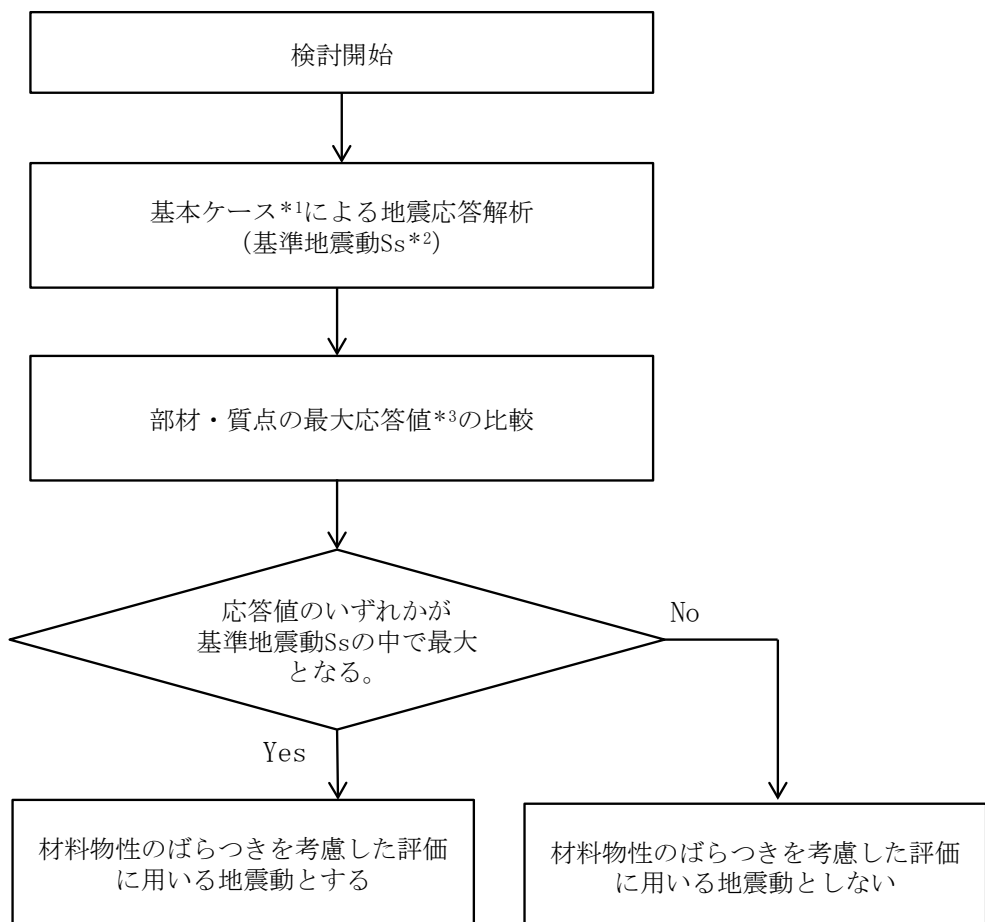 検討開始
基本ケース*1による地震応答解析
（基準地震動Ss*2）
部材・質点の最大応答値*3の比較
応答値のいずれかが
基準地震動Ssの中で最大
となる。
No
Yes
材料物性のばらつきを考慮した評価
に用いる地震動とする
材料物性のばらつきを考慮した評価
に用いる地震動としない